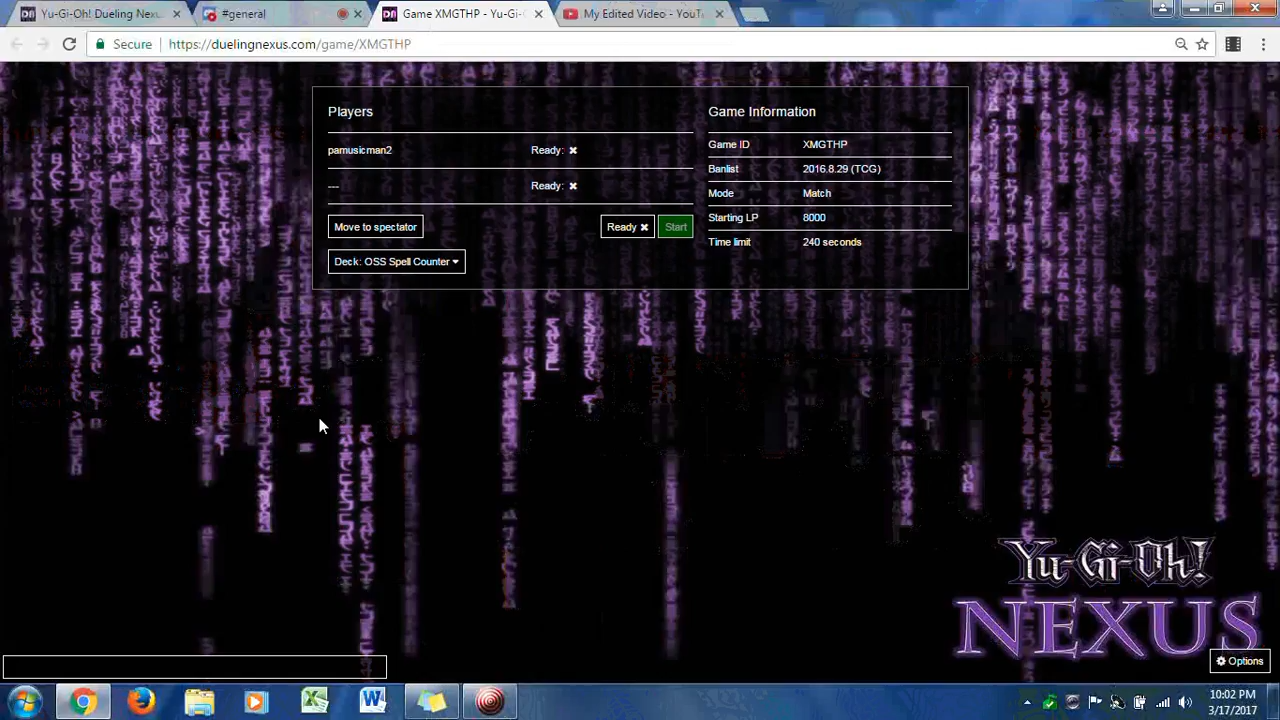 Yu-Gi-Oh! Dueling Nexu
#general
Game XMGTHP - Yu-Gi-
My Edited Video - YouT
Secure
https://duelingnexus.com/game/XMGTHP
Players
pamusicman2
Ready: ✖
---
Ready: ✖
Move to spectator
Ready ✖
Start
Deck: OSS Spell Counter
Game Information
Game ID XMGTHP
Banlist 2016.8.29 (TCG)
Mode Match
Starting LP 8000
Time limit 240 seconds
Yu-Gi-Oh!
NEXUS
Options
10:02 PM
3/17/2017